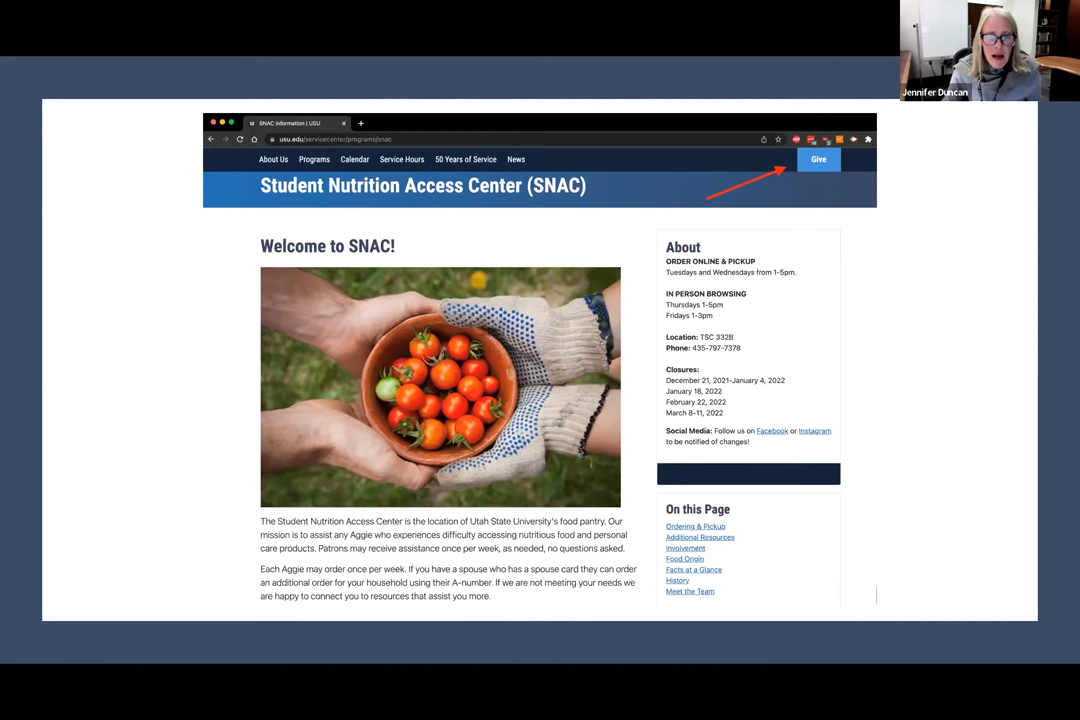 Jennifer Duncan
SNAC Information | USU
usu.edu/servicecenter/programs/snac
About Us Programs Calendar Service Hours 50 Years of Service News Give
Student Nutrition Access Center (SNAC)
Welcome to SNAC!
The Student Nutrition Access Center is the location of Utah State University's food pantry. Our
mission is to assist any Aggie who experiences difficulty accessing nutritious food and personal
care products. Patrons may receive assistance once per week, as needed, no questions asked.
Each Aggie may order once per week. If you have a spouse who has a spouse card they can order
an additional order for your household using their A-number. If we are not meeting your needs we
are happy to connect you to resources that assist you more.
About
ORDER ONLINE & PICKUP
Tuesdays and Wednesdays from 1-5pm.
IN PERSON BROWSING
Thursdays 1-5pm
Fridays 1-3pm
Location: TSC 332B
Phone: 435-797-7378
Closures:
December 21, 2021-January 4, 2022
January 18, 2022
February 22, 2022
March 8-11, 2022
Social Media: Follow us on Facebook or Instagram
to be notified of changes!
On this Page
Ordering & Pickup
Additional Resources
Involvement
Food Origin
Facts at a Glance
History
Meet the Team